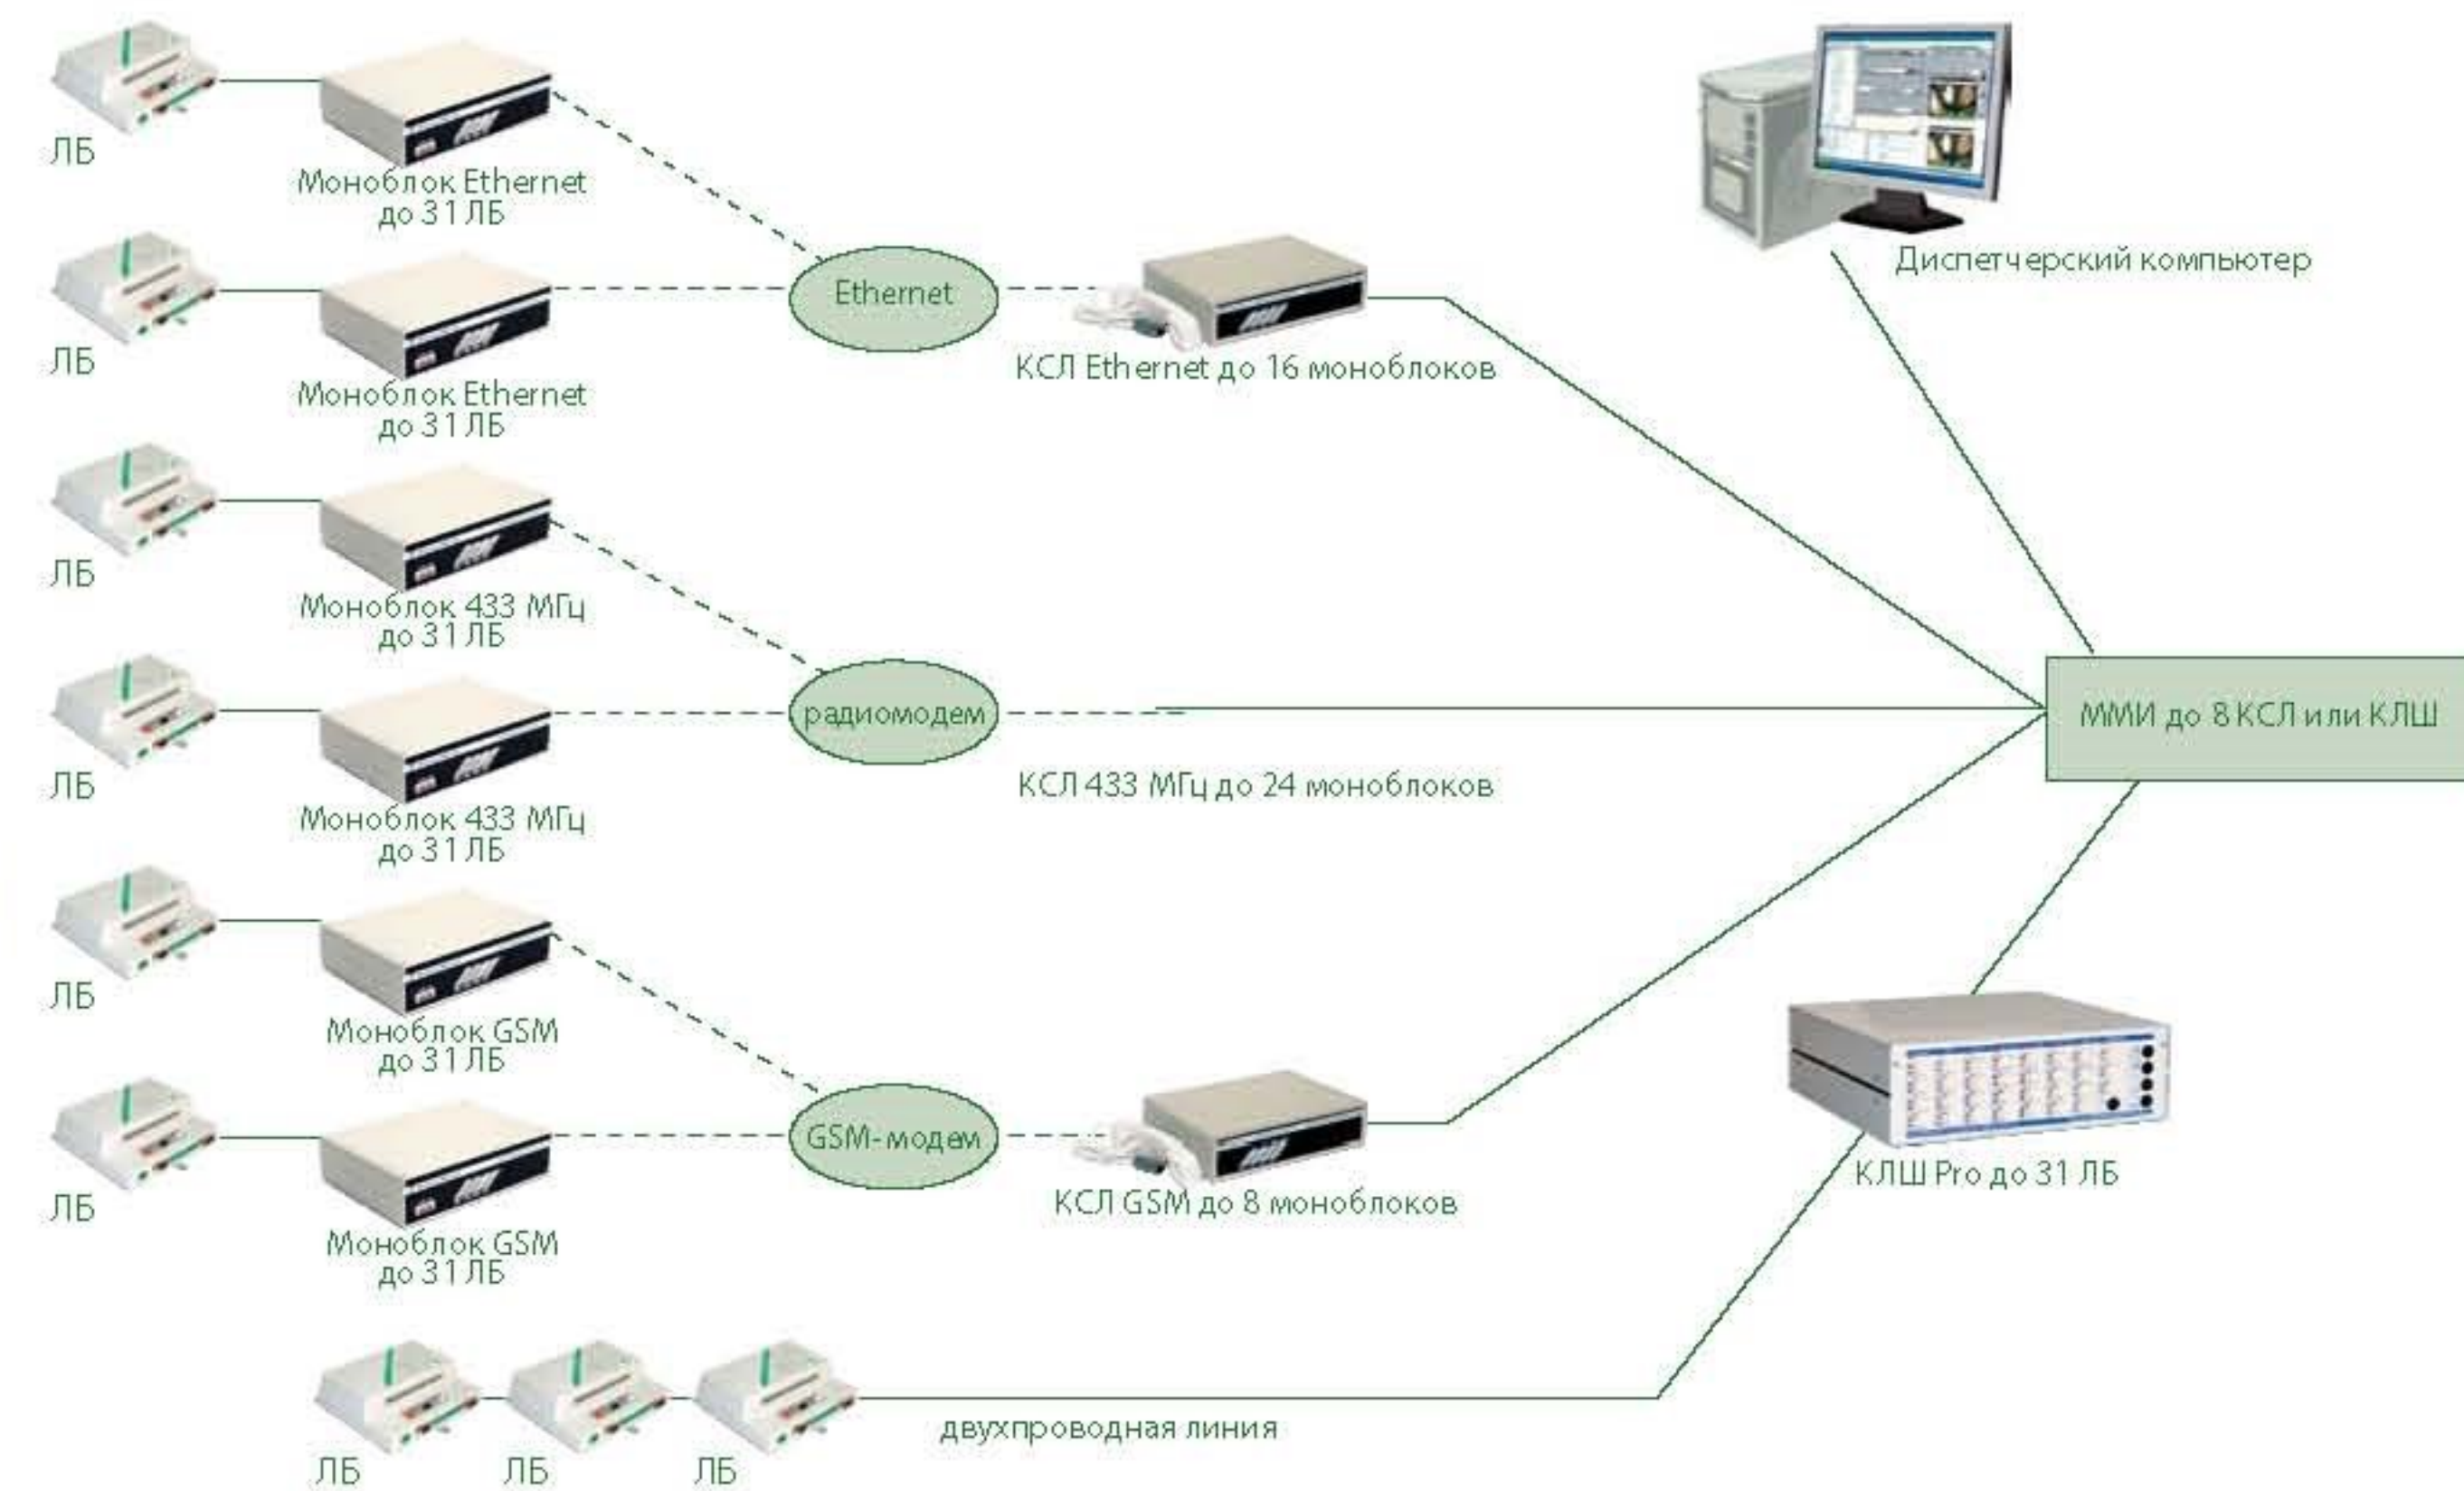 ЛБ
Моноблок Ethernet
до 31 ЛБ
ЛБ
Моноблок Ethernet
до 31 ЛБ
Ethernet
КСЛ Ethernet до 16 моноблоков
Диспетчерский компьютер
ЛБ
Моноблок 433 МГц
до 31 ЛБ
ЛБ
Моноблок 433 МГц
до 31 ЛБ
радиомодем
КСЛ 433 МГц до 24 моноблоков
ММИ до 8 КСЛ или КЛШ
ЛБ
Моноблок GSM
до 31 ЛБ
ЛБ
Моноблок GSM
до 31 ЛБ
GSM-модем
КСЛ GSM до 8 моноблоков
КЛШ Pro до 31 ЛБ
двухпроводная линия
ЛБ
ЛБ
ЛБ